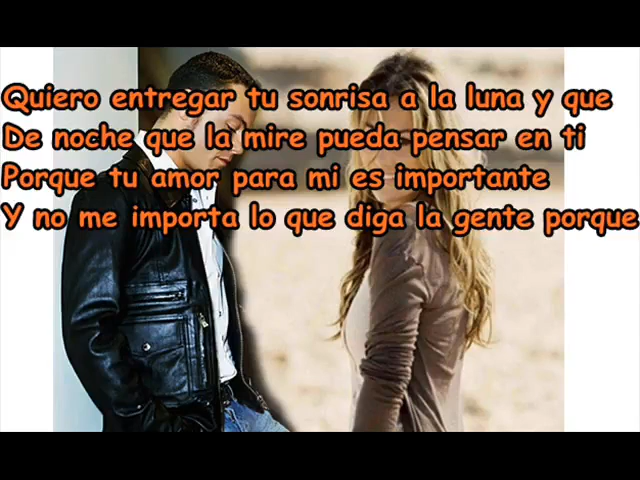 Quiero entregar tu sonrisa a la luna y que
De noche que la mire pueda pensar en ti
Porque tu amor para mi es importante
Y no me importa lo que diga la gente porque